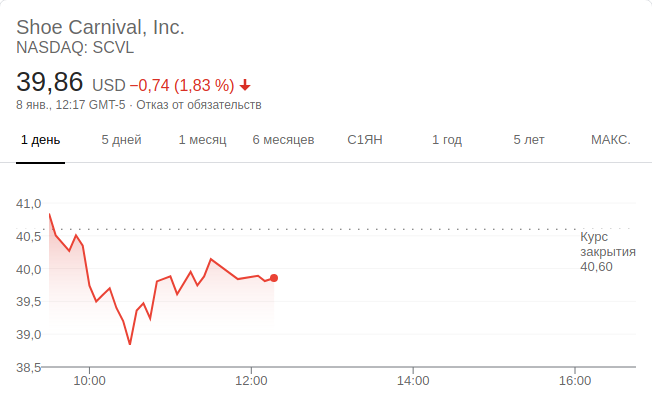 Shoe Carnival, Inc.
NASDAQ: SCVL
39,86 USD −0,74 (1,83 %)
8 янв., 12:17 GMT-5 · Отказ от обязательств
1 день 5 дней 1 месяц 6 месяцев С1ЯН 1 год 5 лет МАКС.
41,0
40,5
Курс
закрытия
40,60
40,0
39,5
39,0
38,5
10:00 12:00 14:00 16:00